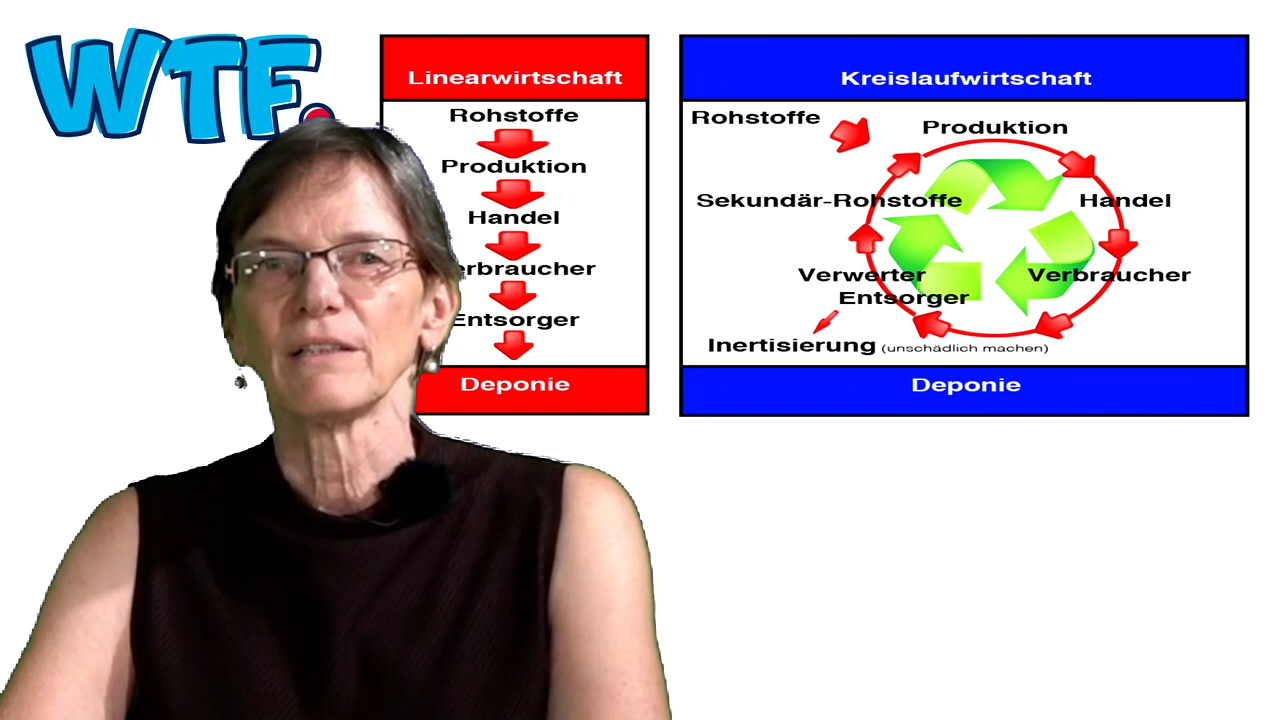 WTF.
Linearwirtschaft
Rohstoffe
Produktion
Handel
erbraucher
Entsorger
Deponie
Kreislaufwirtschaft
Rohstoffe
Produktion
Sekundär-Rohstoffe
Handel
Verwerter
Verbraucher
Entsorger
Inertisierung (unschädlich machen)
Deponie